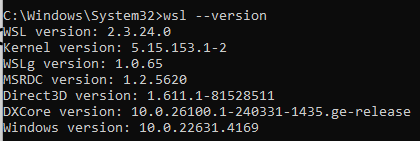 C:\Windows\System32>wsl --version
WSL version: 2.3.24.0
Kernel version: 5.15.153.1-2
WSLg version: 1.0.65
MSRDC version: 1.2.5620
Direct3D version: 1.611.1-81528511
DXCore version: 10.0.26100.1-240331-1435.ge-release
Windows version: 10.0.22631.4169